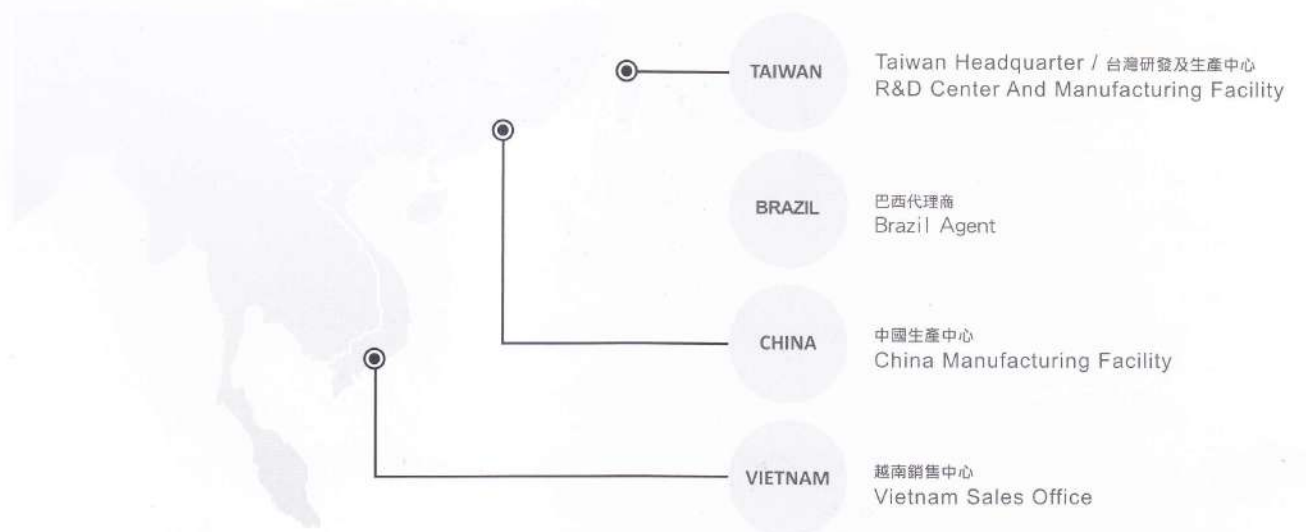 TAIWAN
Taiwan Headquarter / 台灣研發及生產中心
R&D Center And Manufacturing Facility
BRAZIL
巴西代理商
Brazil Agent
CHINA
中國生產中心
China Manufacturing Facility
VIETNAM
越南銷售中心
Vietnam Sales Office